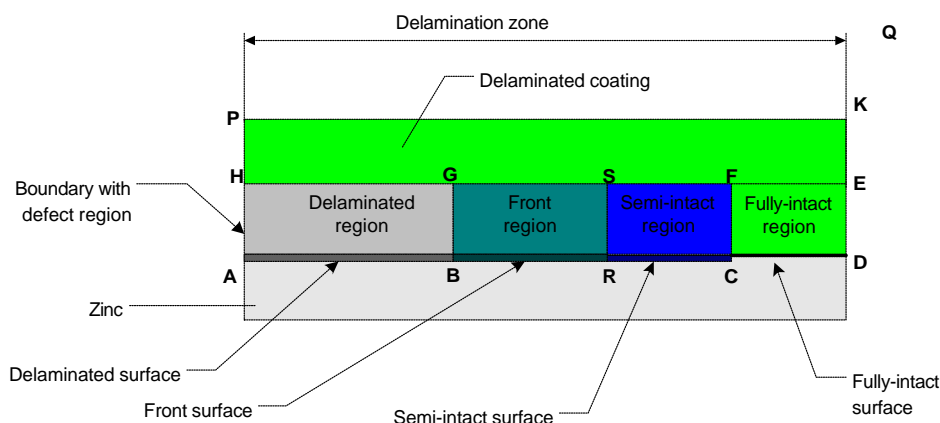 Delamination zone
Q
Delaminated coating
P
K
H
G
S
F
E
Boundary with
defect region
Delaminated
region
Front
region
Semi-intact
region
Fully-intact
region
A
B
R
C
D
Zinc
Delaminated surface
Front surface
Semi-intact surface
Fully-intact
surface